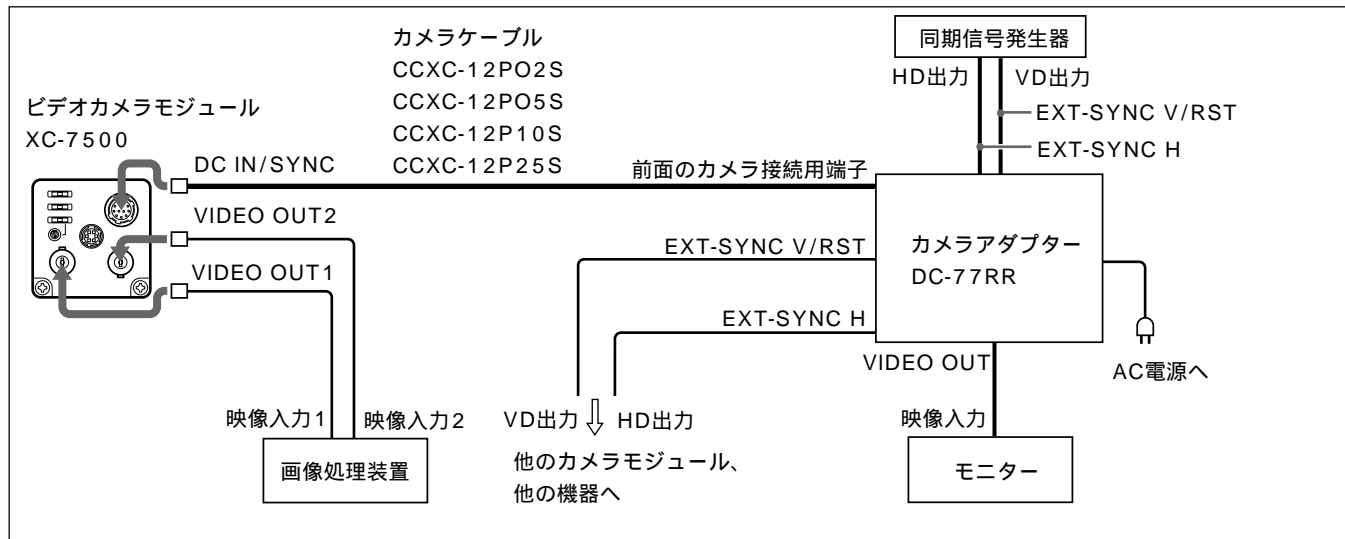 カメラケーブル
CCXC-12PO2S
CCXC-12PO5S
CCXC-12P10S
CCXC-12P25S
同期信号発生器
HD出力
VD出力
EXT-SYNC V/RST
EXT-SYNC H
ビデオカメラモジュール
XC-7500
DC IN/SYNC
前面のカメラ接続用端子
VIDEO OUT2
VIDEO OUT1
EXT-SYNC V/RST
EXT-SYNC H
カメラアダプター
DC-77RR
VIDEO OUT
AC電源へ
映像入力1
映像入力2
画像処理装置
VD出力
HD出力
他のカメラモジュール、
他の機器へ
映像入力
モニター